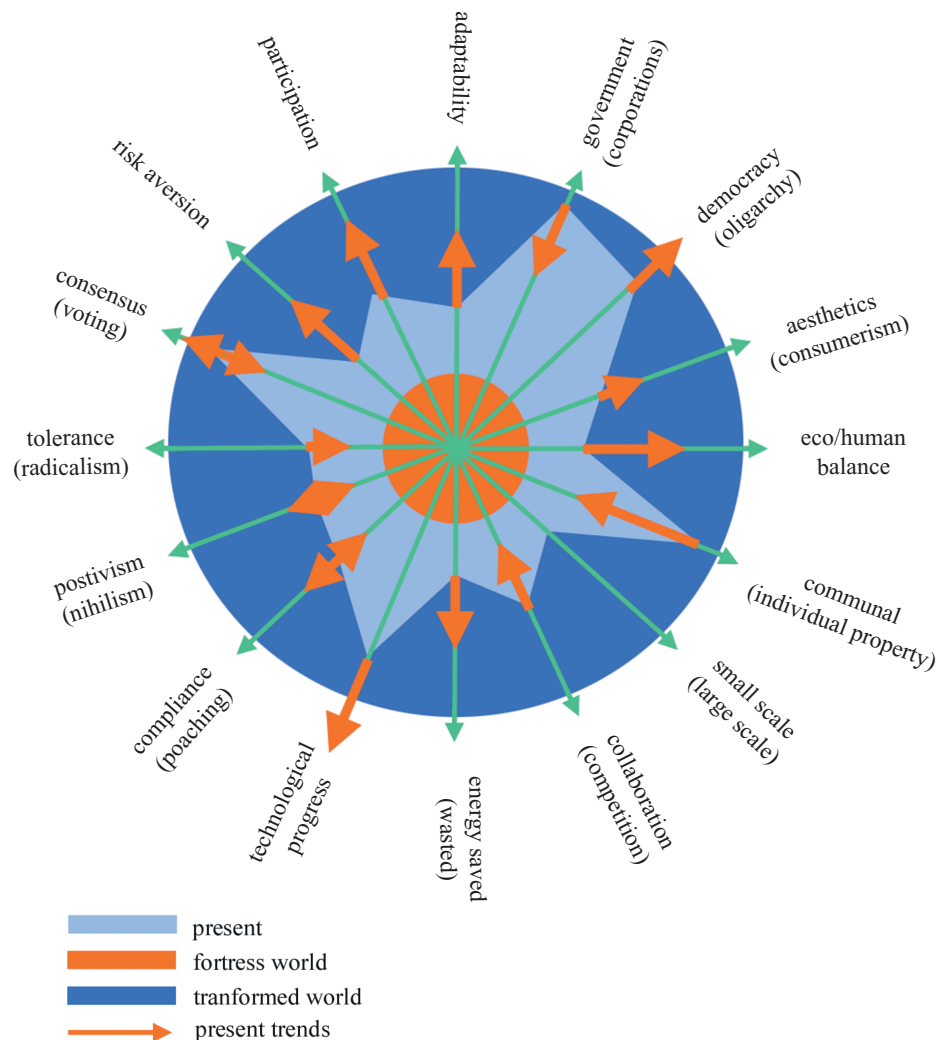 adaptability
government
(corporations)
democracy
(oligarchy)
aesthetics
(consumerism)
eco/human
balance
communal
(individual property)
small scale
(large scale)
collaboration
(competition)
energy saved
(wasted)
technological
progress
compliance
(poaching)
postivism
(nihilism)
tolerance
(radicalism)
consensus
(voting)
risk aversion
participation
present
fortress world
tranformed world
present trends